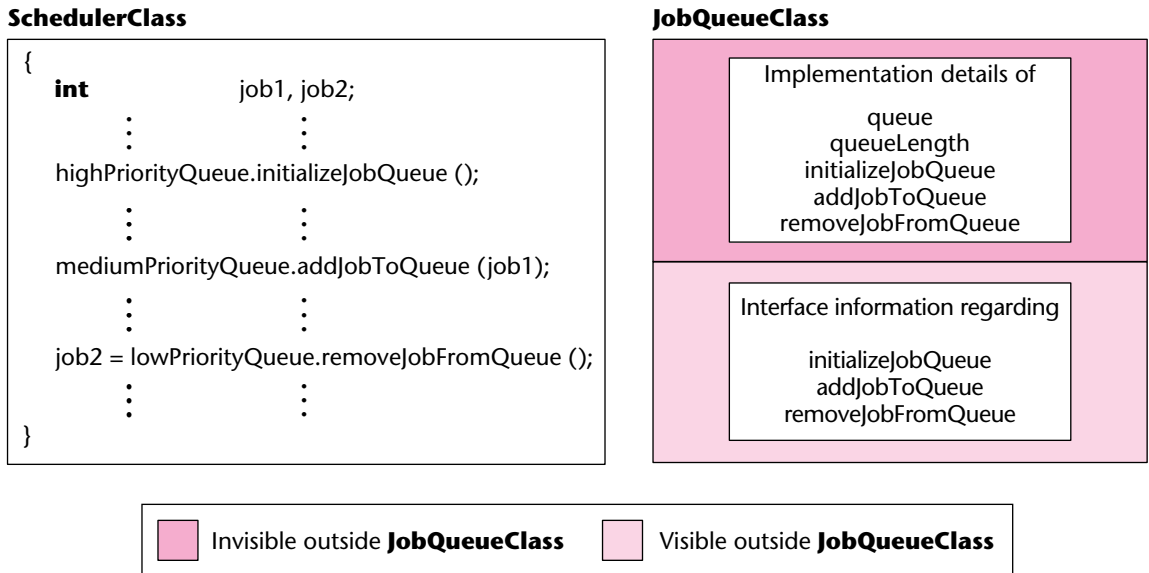 SchedulerClass
{
int job1, job2;
highPriorityQueue.initializeJobQueue ();
mediumPriorityQueue.addJobToQueue (job1);
job2 = lowPriorityQueue.removeJobFromQueue ();
}
JobQueueClass
Implementation details of
queue
queueLength
initializeJobQueue
addJobToQueue
removeJobFromQueue
Interface information regarding
initializeJobQueue
addJobToQueue
removeJobFromQueue
Invisible outside JobQueueClass
Visible outside JobQueueClass